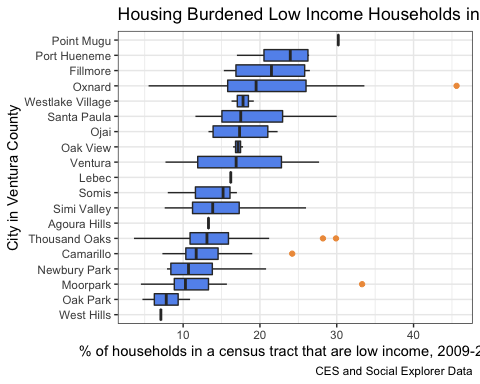 Housing Burdened Low Income Households in
Point Mugu
Port Hueneme
Fillmore
Oxnard
Westlake Village
Santa Paula
Ojai
Oak View
Ventura
Lebec
Somis
Simi Valley
Agoura Hills
Thousand Oaks
Camarillo
Newbury Park
Moorpark
Oak Park
West Hills
City in Ventura County
10 20 30 40
% of households in a census tract that are low income, 2009-2
CES and Social Explorer Data